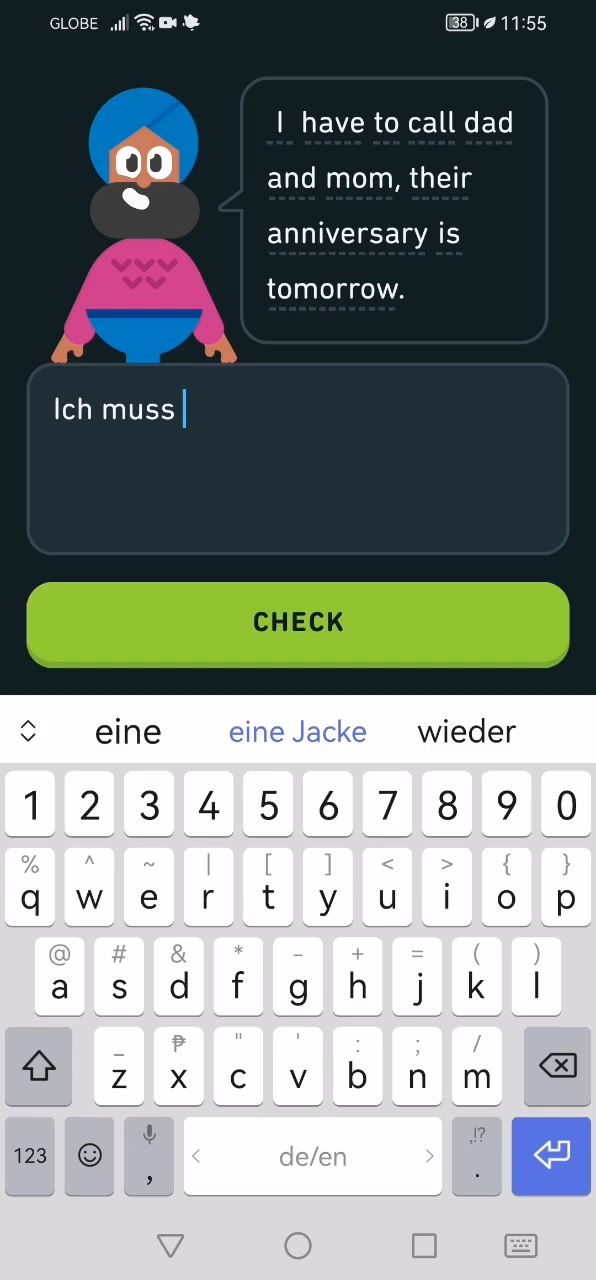 GLOBE 38 11:55
I have to call dad
and mom, their
anniversary is
tomorrow.
Ich muss
CHECK
eine eine Jacke wieder
1 2 3 4 5 6 7 8 9 0
% ^ ~ | [ ] < > { }
q w e r t y u i o p
@ # & * - + = ( )
a s d f g h j k l
_ ₱ " ' : ; /
z x c v b n m
123 , < de/en > ,!? .